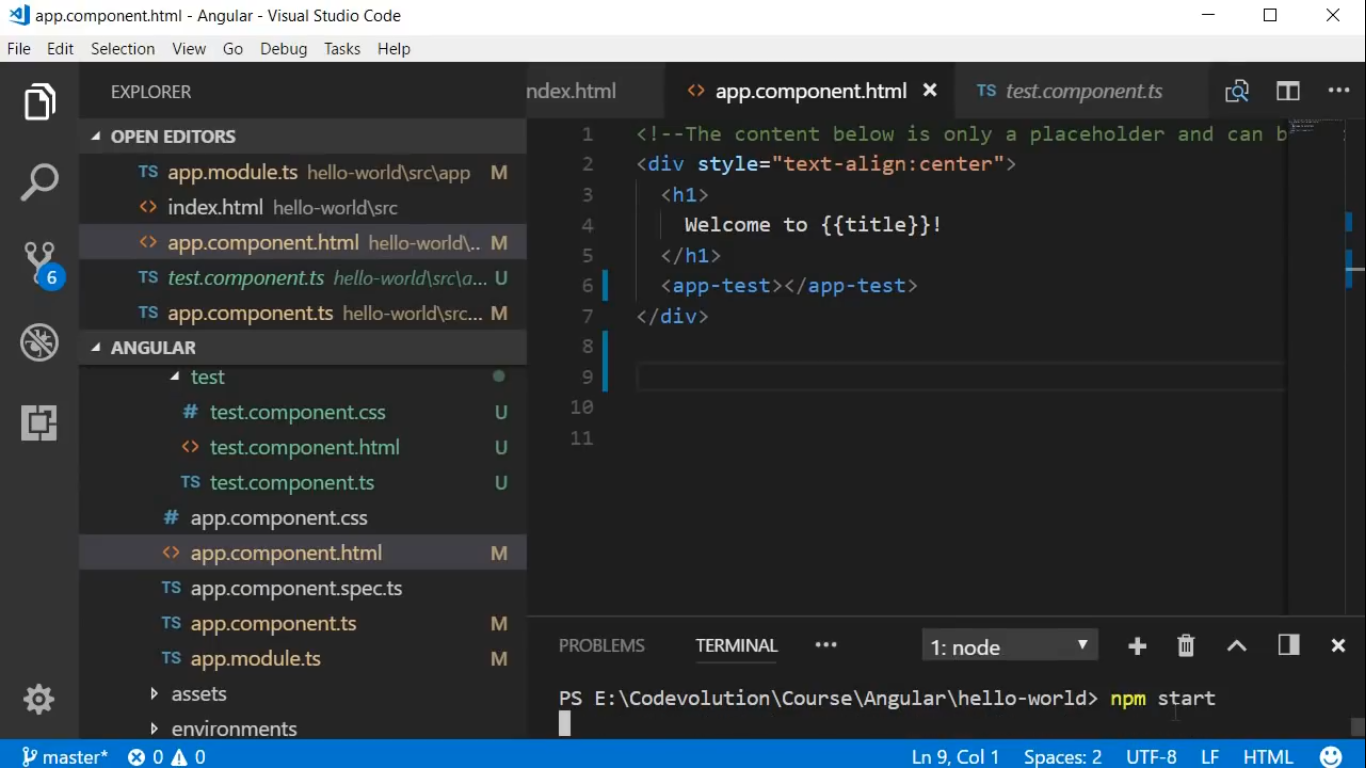 app.component.html - Angular - Visual Studio Code
File Edit Selection View Go Debug Tasks Help
EXPLORER
OPEN EDITORS
TS app.module.ts hello-world\src\app M
<> index.html hello-world\src
<> app.component.html hello-world\.. M
TS test.component.ts hello-world\src\a... U
TS app.component.ts hello-world\src... M
ANGULAR
test
# test.component.css U
<> test.component.html U
TS test.component.ts U
# app.component.css
<> app.component.html M
TS app.component.spec.ts
TS app.component.ts M
TS app.module.ts M
assets
environments
6
ndex.html <> app.component.html TS test.component.ts
1 <!--The content below is only a placeholder and can b
2 <div style="text-align:center">
3 <h1>
4 Welcome to {{title}}!
5 </h1>
6 <app-test></app-test>
7 </div>
8
9
10
11
PROBLEMS TERMINAL ... 1: node
PS E:\Codevolution\Course\Angular\hello-world> npm start
master* 0 0 Ln 9, Col 1 Spaces: 2 UTF-8 LF HTML